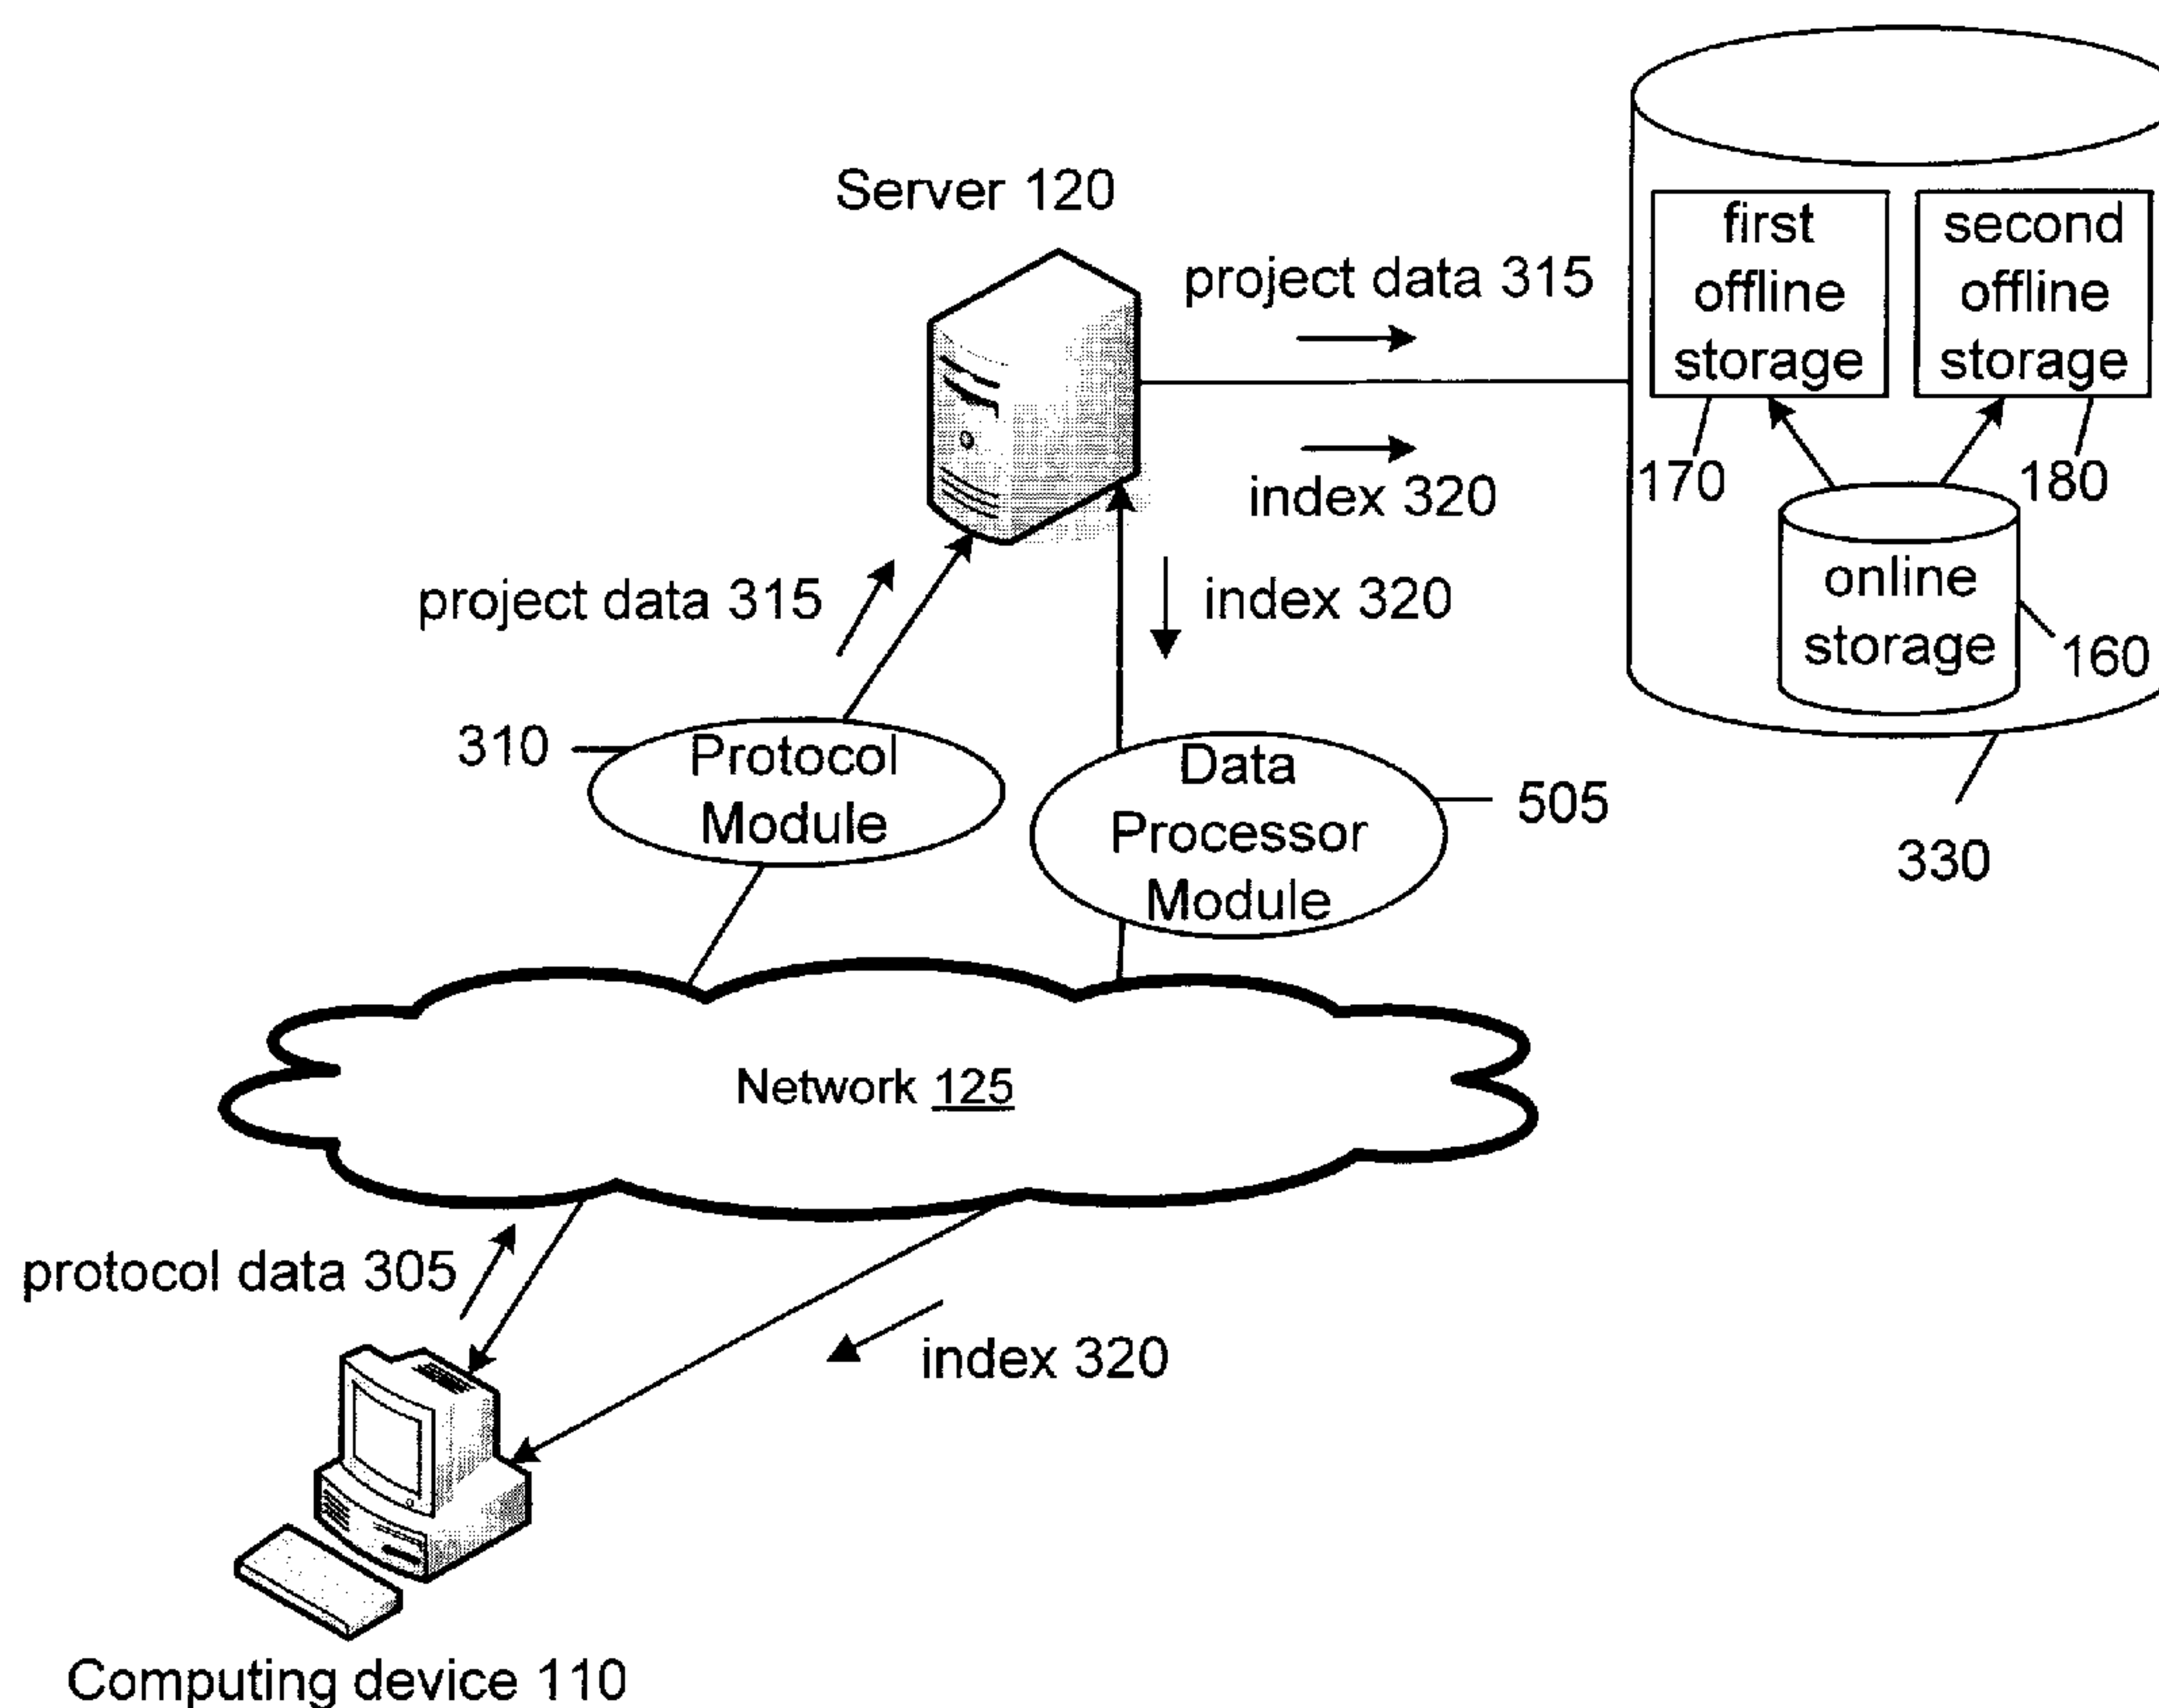 Server 120
project data 315
first
offline
storage
second
offline
storage
170
180
index 320
online
storage
160
330
project data 315
index 320
310
Protocol
Module
Data
Processor
Module
505
Network 125
protocol data 305
index 320
Computing device 110